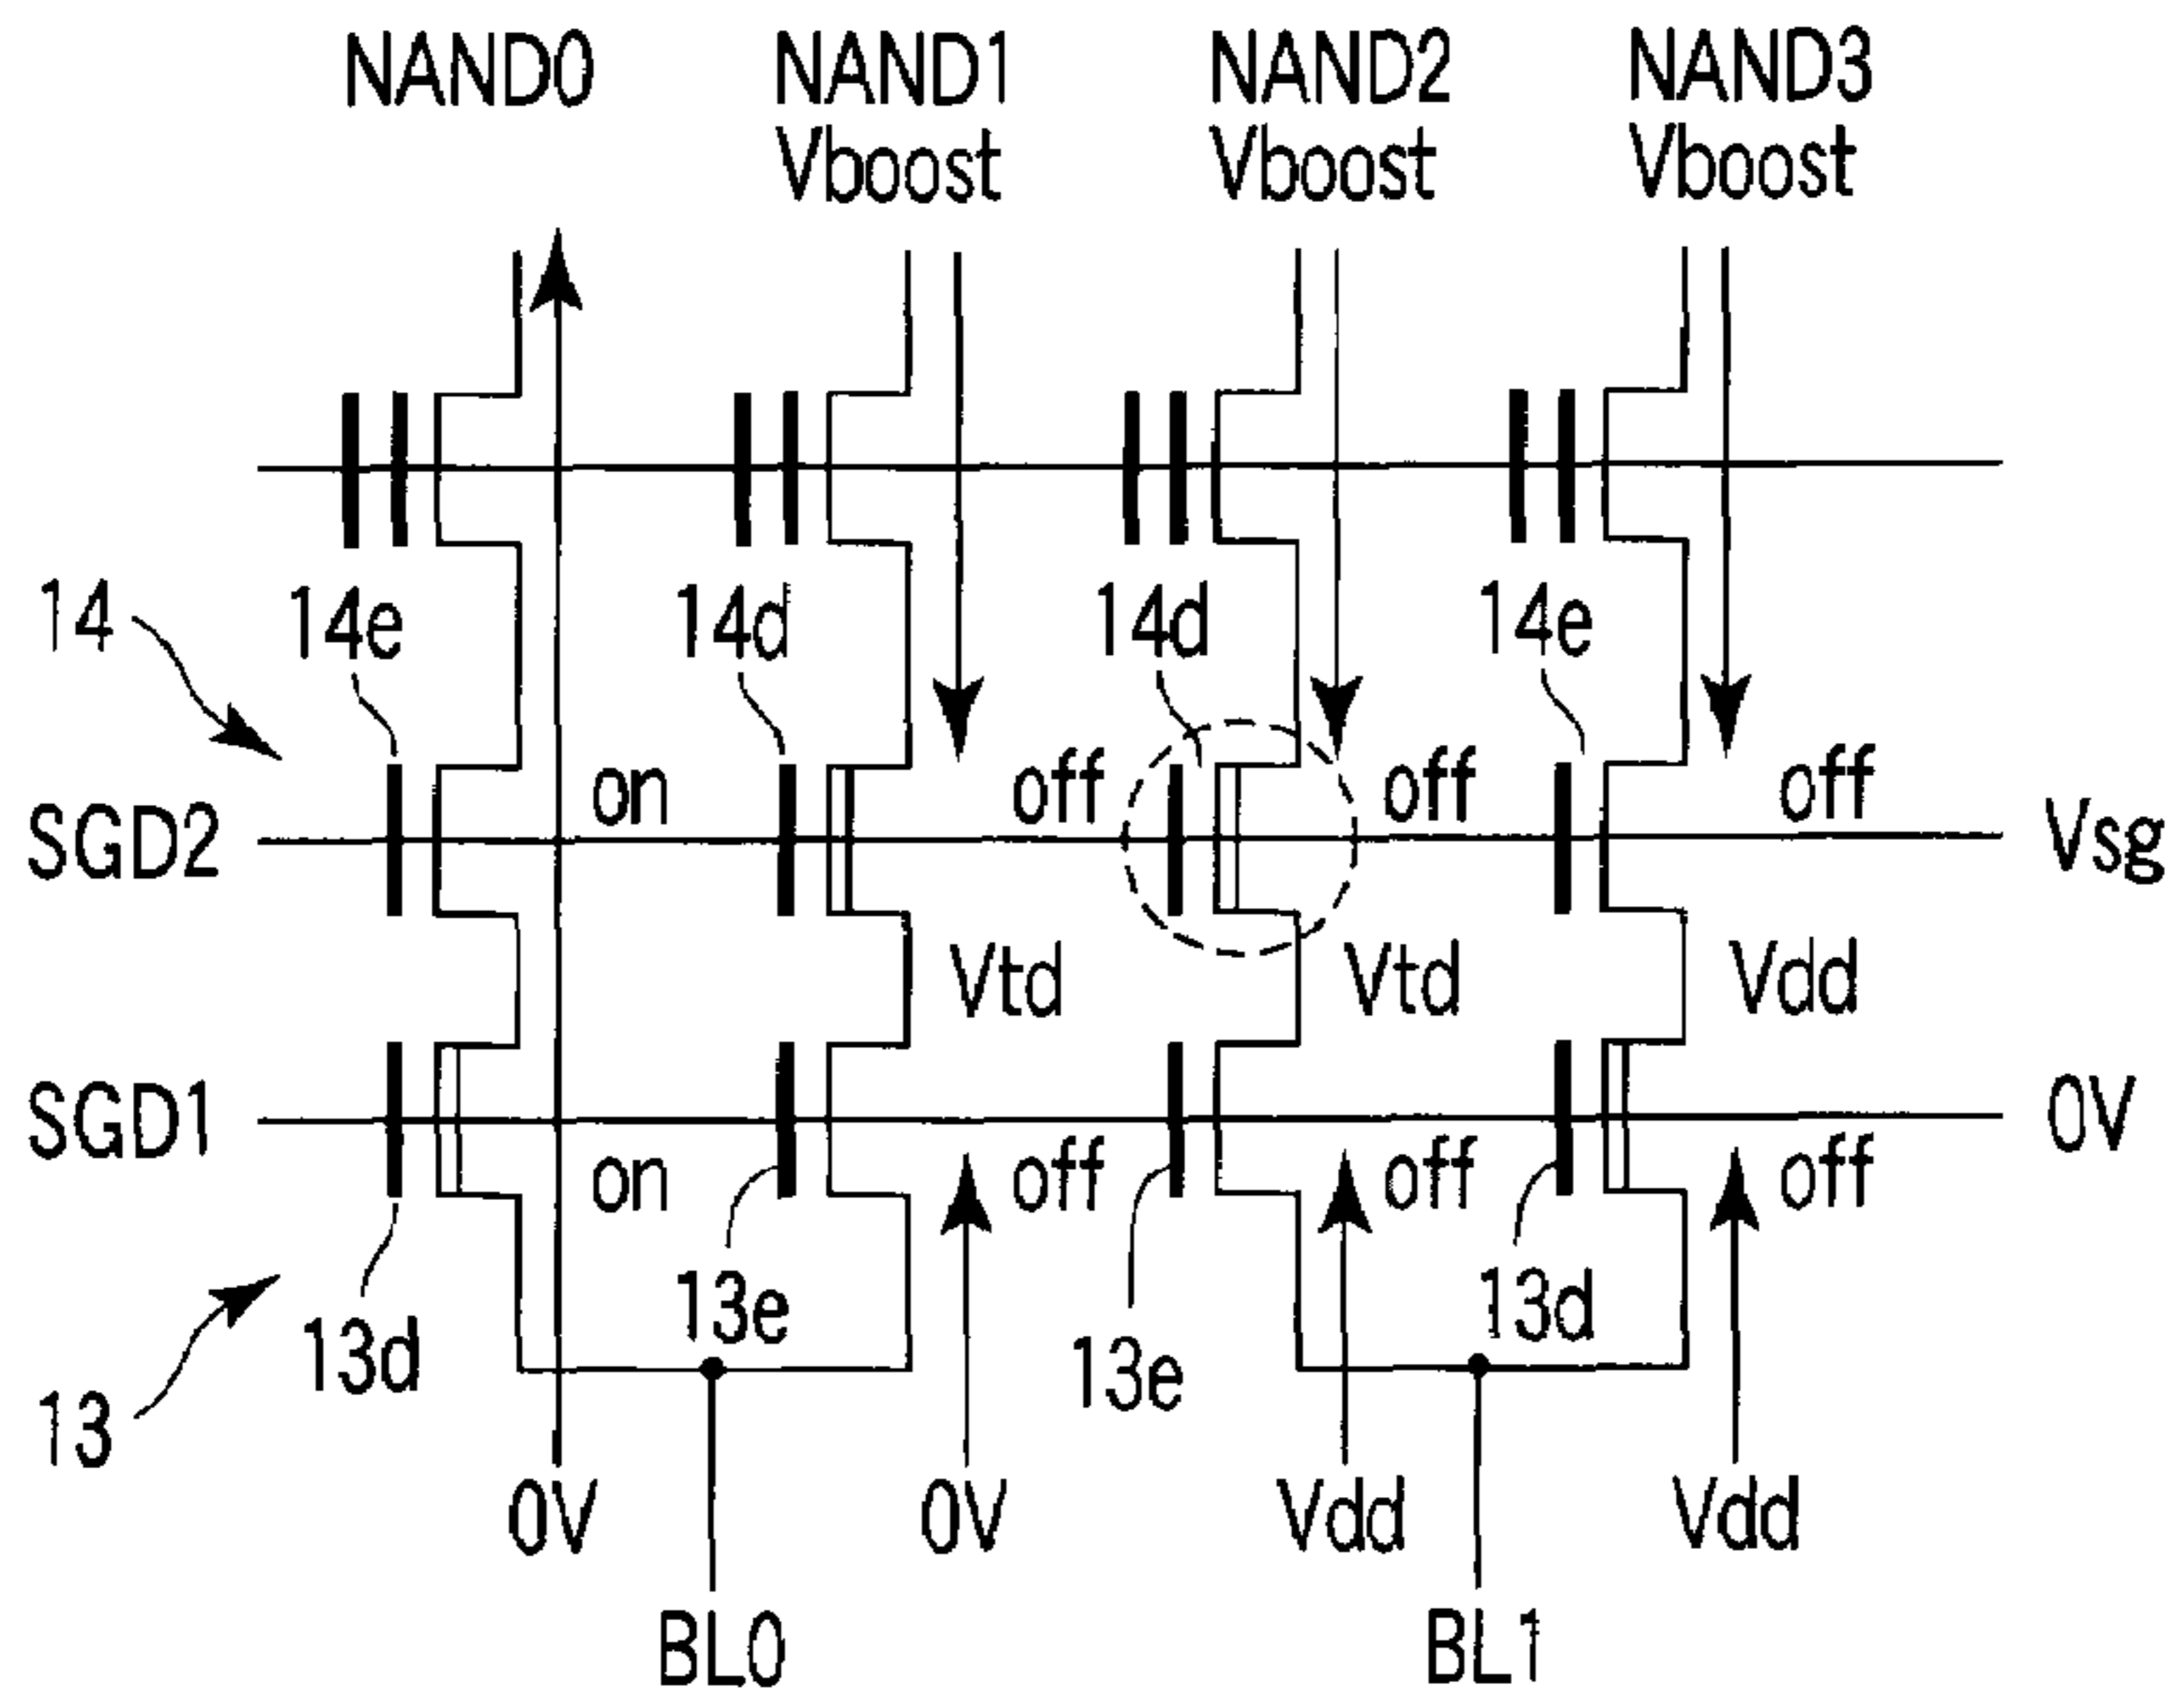 NAND0 NAND1 NAND2 NAND3
Vboost Vboost Vboost
14 14e 14d 14d 14e
on off off off
SGD2 Vsg
Vtd Vtd Vdd
SGD1 0V
on off off off
13d 13e 13e 13d
13
0V 0V Vdd Vdd
BL0 BL1